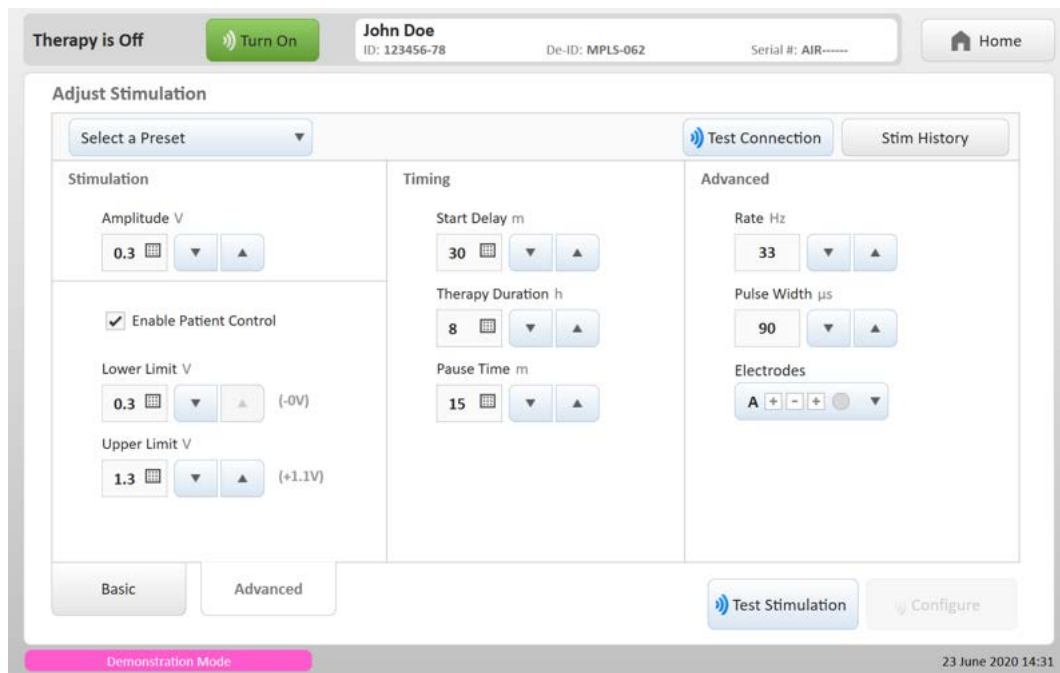 Therapy is Off
Turn On
John Doe
ID: 123456-78 De-ID: MPLS-062 Serial #: AIR------
Home
Adjust Stimulation
Select a Preset
Test Connection
Stim History
Stimulation
Amplitude V
0.3
Enable Patient Control
Lower Limit V
0.3 (-0V)
Upper Limit V
1.3 (+1.1V)
Timing
Start Delay m
30
Therapy Duration h
8
Pause Time m
15
Advanced
Rate Hz
33
Pulse Width µs
90
Electrodes
A + - +
Basic
Advanced
Test Stimulation
Configure
Demonstration Mode
23 June 2020 14:31